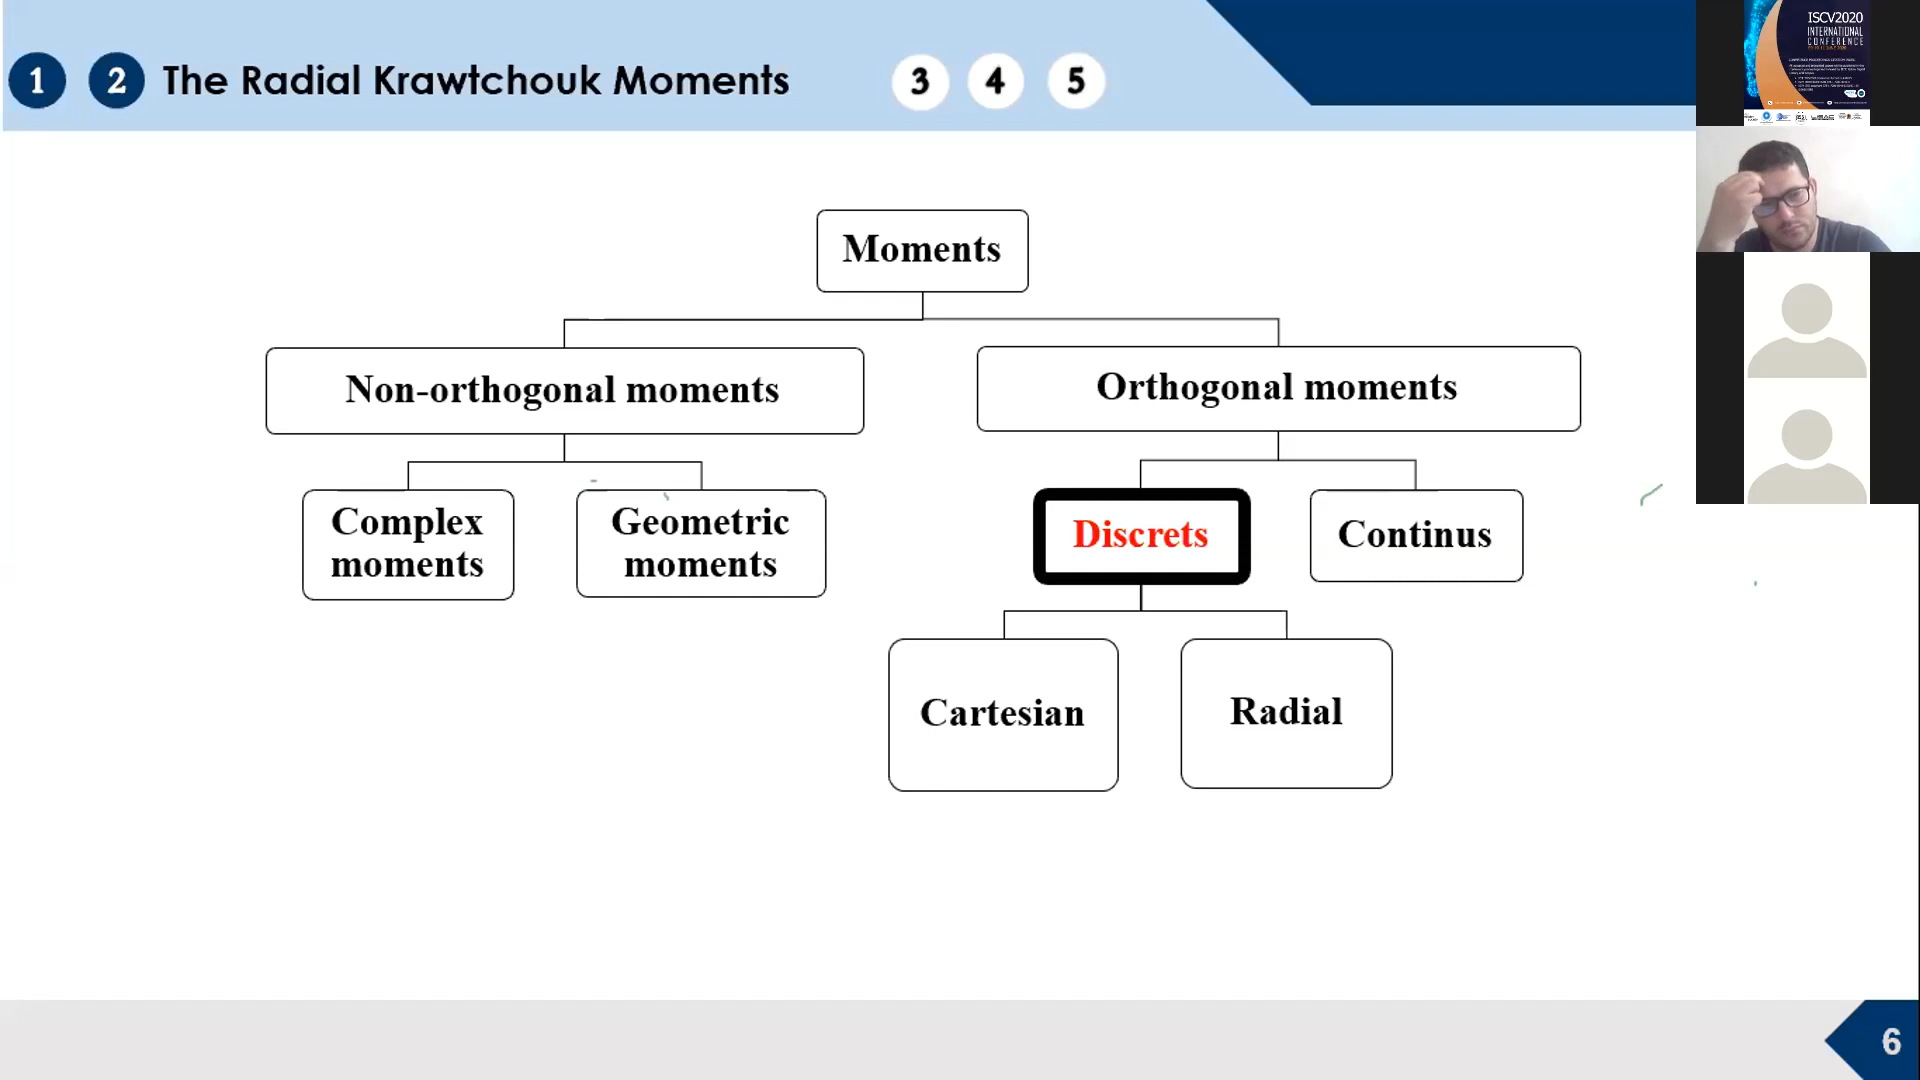 1 2 The Radial Krawtchouk Moments 3 4 5
ISCV2020
INTERNATIONAL
CONFERENCE
Moments
Non-orthogonal moments
Orthogonal moments
Complex
moments
Geometric
moments
Discrets
Continus
Cartesian
Radial
6